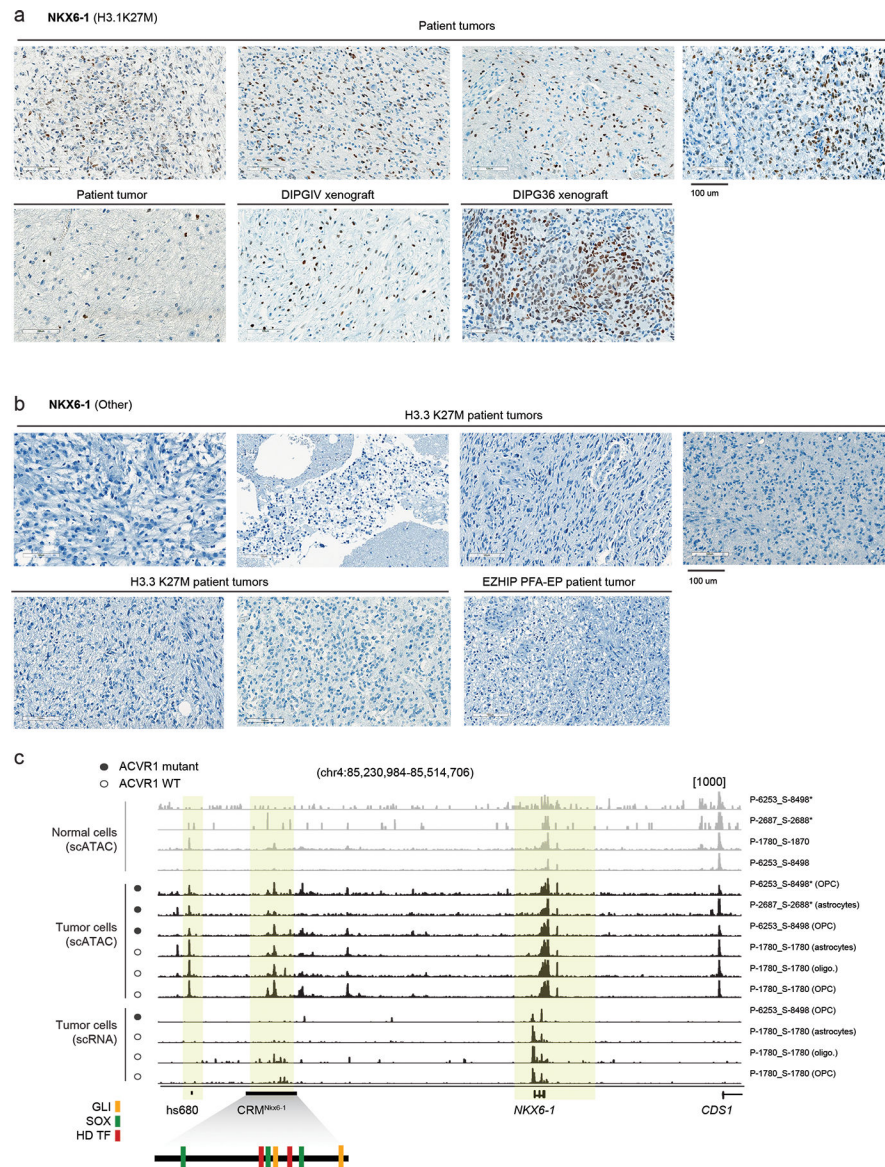 a NKX6-1 (H3.1K27M)
Patient tumors
100 um
Patient tumor DIPGIV xenograft DIPG36 xenograft
b NKX6-1 (Other)
H3.3 K27M patient tumors
100 um
H3.3 K27M patient tumors EZHIP PFA-EP patient tumor
c
ACVR1 mutant
ACVR1 WT
(chr4:85,230,984-85,514,706)
[1000]
Normal cells
(scATAC)
P-6253_S-8498*
P-2687_S-2688*
P-1780_S-1870
P-6253_S-8498
Tumor cells
(scATAC)
P-6253_S-8498* (OPC)
P-2687_S-2688* (astrocytes)
P-6253_S-8498 (OPC)
P-1780_S-1780 (astrocytes)
P-1780_S-1780 (oligo.)
P-1780_S-1780 (OPC)
Tumor cells
(scRNA)
P-6253_S-8498 (OPC)
P-1780_S-1780 (astrocytes)
P-1780_S-1780 (oligo.)
P-1780_S-1780 (OPC)
hs680 CRM^Nkx6-1 NKX6-1 CDS1
GLI
SOX
HD TF